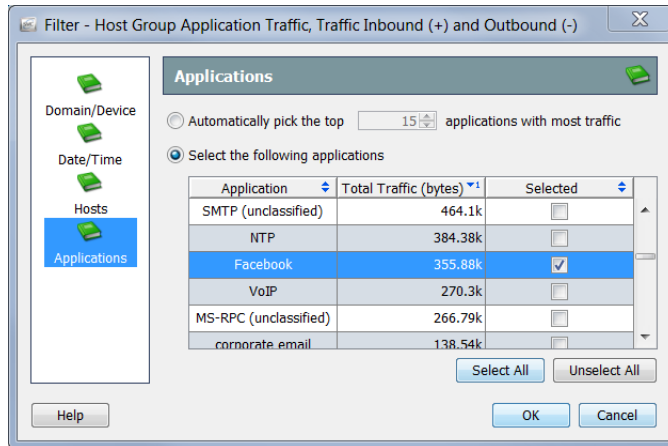 Filter - Host Group Application Traffic, Traffic Inbound (+) and Outbound (-)
Domain/Device
Date/Time
Hosts
Applications
Applications
Automatically pick the top 15 applications with most traffic
Select the following applications
Application Total Traffic (bytes) 1 Selected
SMTP (unclassified) 464.1k
NTP 384.38k
Facebook 355.88k
VoIP 270.3k
MS-RPC (unclassified) 266.79k
corporate email 138.54k
Select All Unselect All
Help OK Cancel